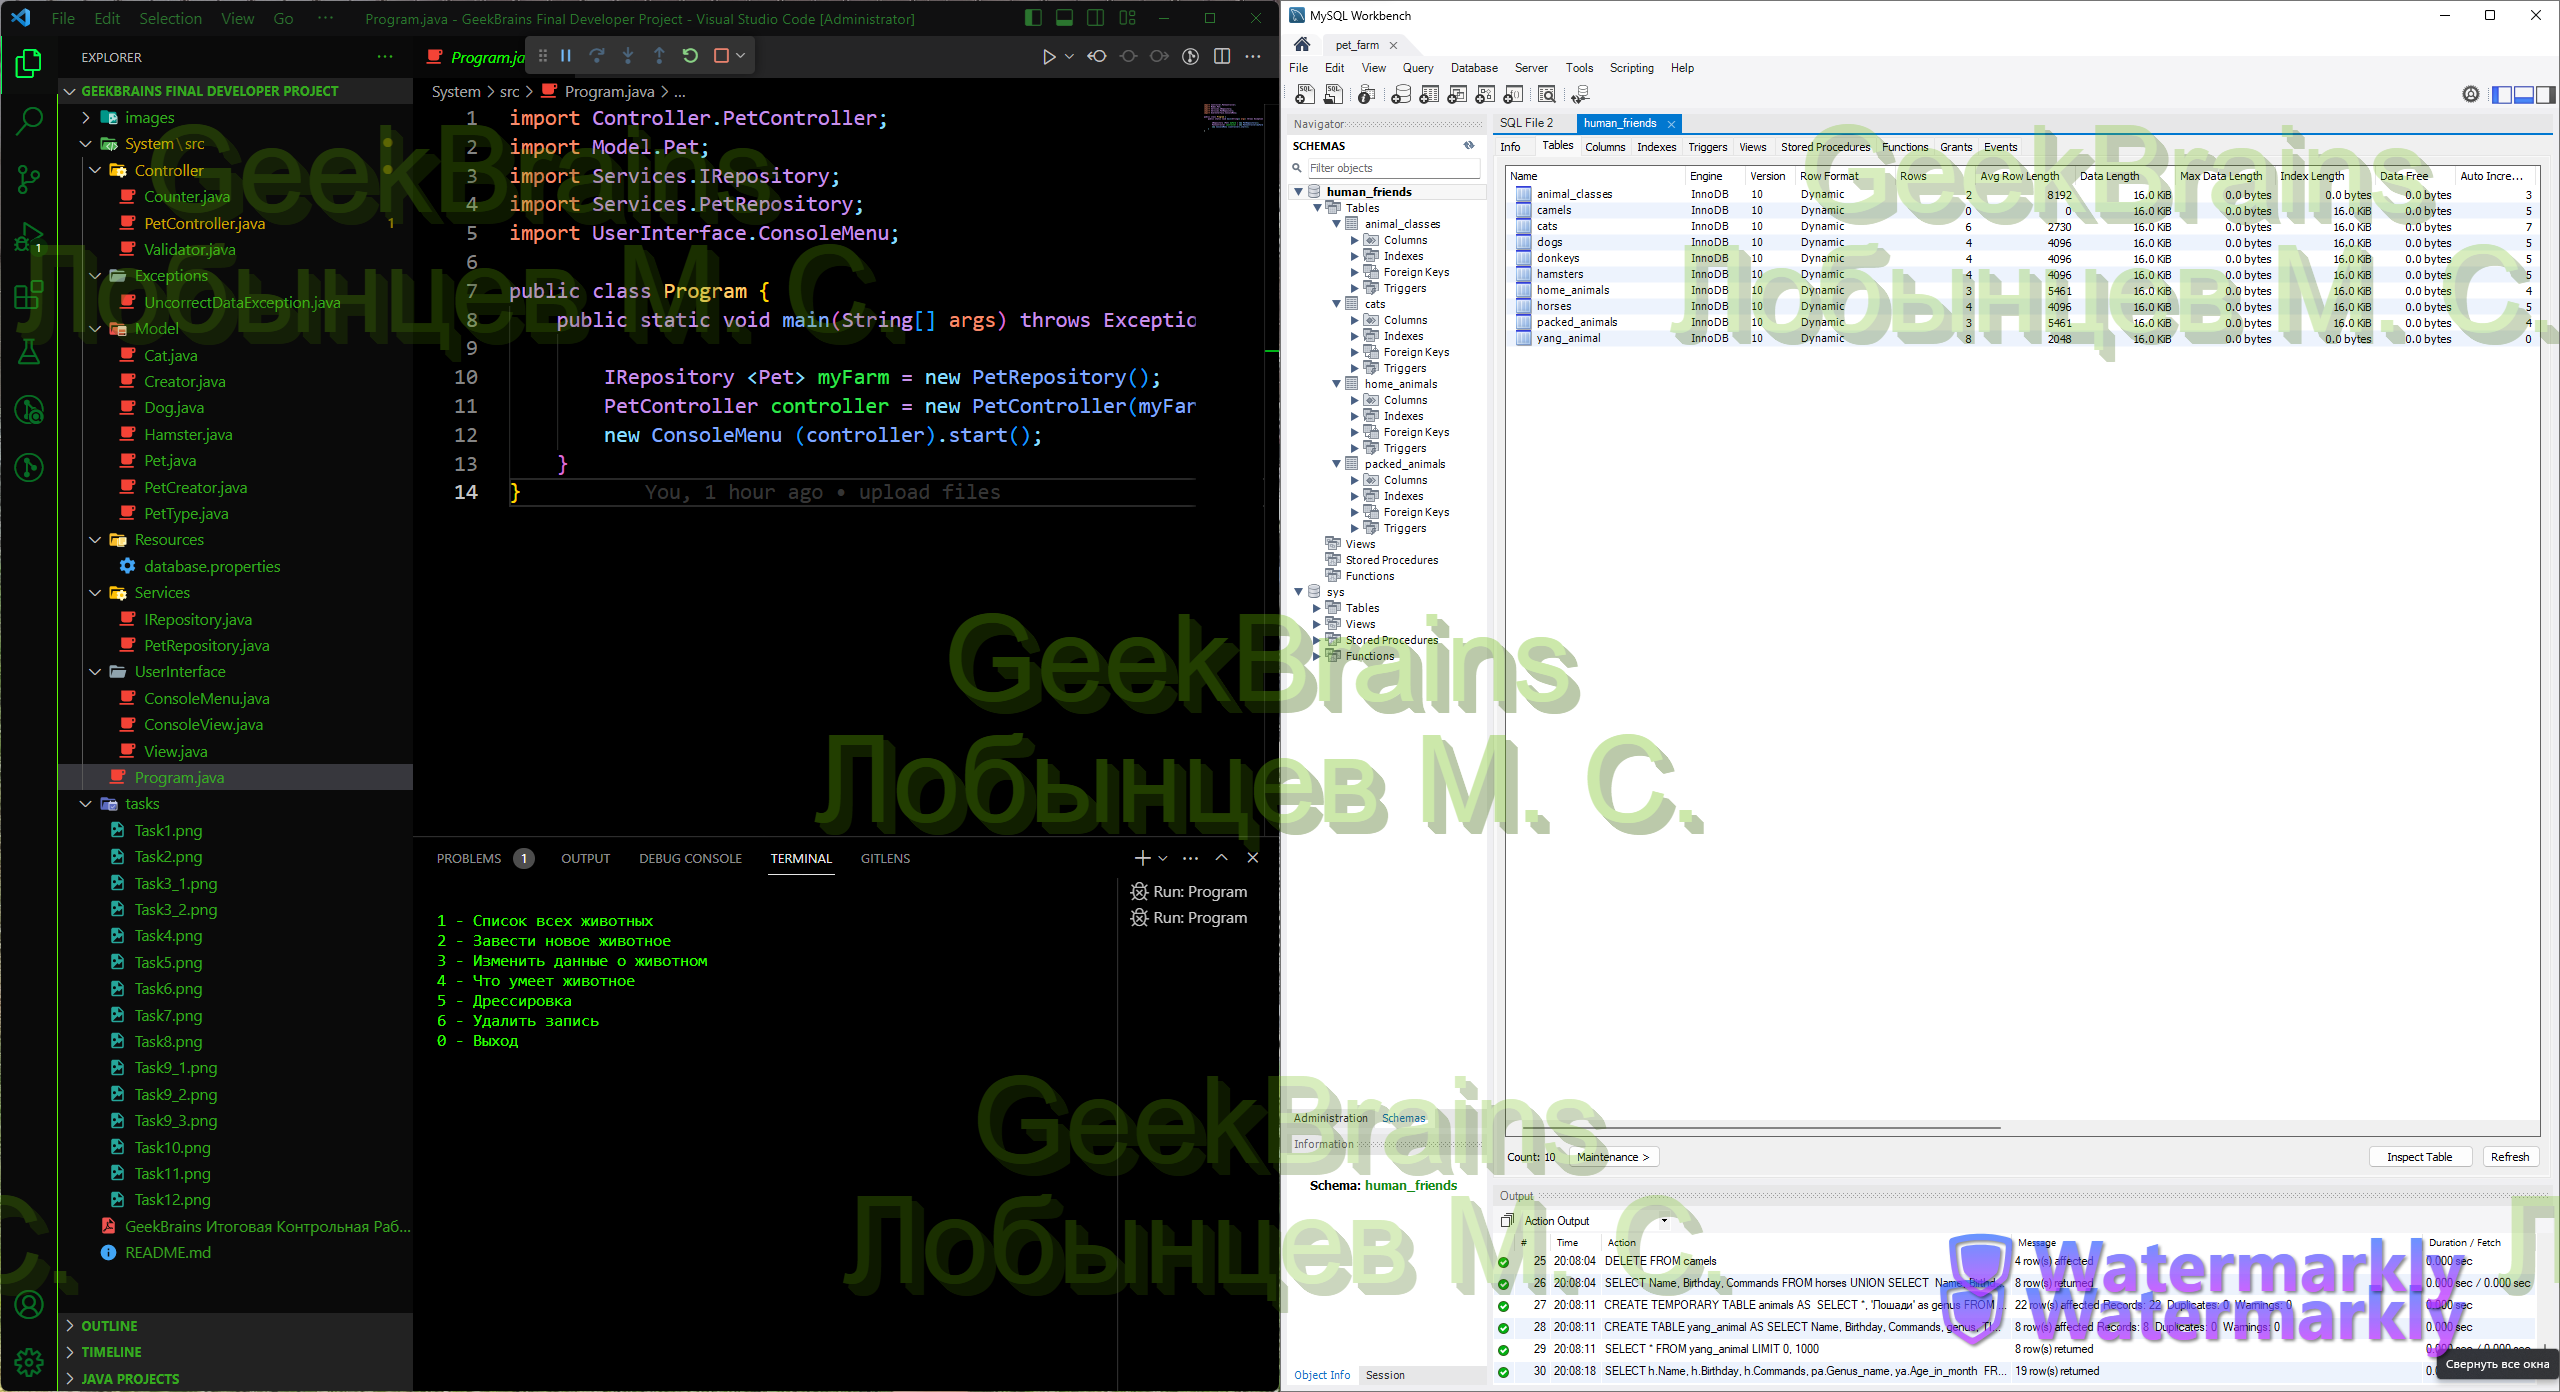 File Edit Selection View Go ··· Program.java - GeekBrains Final Developer Project - Visual Studio Code [Administrator]
EXPLORER
GEEKBRAINS FINAL DEVELOPER PROJECT
images
System \ src
Controller
Counter.java
PetController.java 1
Validator.java
Exceptions
UncorrectDataException.java
Model
Cat.java
Creator.java
Dog.java
Hamster.java
Pet.java
PetCreator.java
PetType.java
Resources
database.properties
Services
IRepository.java
PetRepository.java
UserInterface
ConsoleMenu.java
ConsoleView.java
View.java
Program.java
tasks
Task1.png
Task2.png
Task3_1.png
Task3_2.png
Task4.png
Task5.png
Task6.png
Task7.png
Task8.png
Task9_1.png
Task9_2.png
Task9_3.png
Task10.png
Task11.png
Task12.png
GeekBrains Итоговая Контрольная Раб...
README.md
OUTLINE
TIMELINE
JAVA PROJECTS
1
Program.ja
System > src > Program.java > ...
1 import Controller.PetController;
2 import Model.Pet;
3 import Services.IRepository;
4 import Services.PetRepository;
5 import UserInterface.ConsoleMenu;
6
7 public class Program {
8 public static void main(String[] args) throws Exceptio
9
10 IRepository <Pet> myFarm = new PetRepository();
11 PetController controller = new PetController(myFar
12 new ConsoleMenu (controller).start();
13 }
14 } You, 1 hour ago • upload files
PROBLEMS 1 OUTPUT DEBUG CONSOLE TERMINAL GITLENS
Run: Program
Run: Program
1 - Список всех животных
2 - Завести новое животное
3 - Изменить данные о животном
4 - Что умеет животное
5 - Дрессировка
6 - Удалить запись
0 - Выход
MySQL Workbench
pet_farm
File Edit View Query Database Server Tools Scripting Help
Navigator
SCHEMAS
Filter objects
human_friends
Tables
animal_classes
Columns
Indexes
Foreign Keys
Triggers
cats
Columns
Indexes
Foreign Keys
Triggers
home_animals
Columns
Indexes
Foreign Keys
Triggers
packed_animals
Columns
Indexes
Foreign Keys
Triggers
Views
Stored Procedures
Functions
sys
Tables
Views
Stored Procedures
Functions
Administration Schemas
Information
Schema: human_friends
Object Info Session
SQL File 2 human_friends
Info Tables Columns Indexes Triggers Views Stored Procedures Functions Grants Events
Name Engine Version Row Format Rows Avg Row Length Data Length Max Data Length Index Length Data Free Auto Incre...
animal_classes InnoDB 10 Dynamic 2 8192 16.0 KiB 0.0 bytes 0.0 bytes 0.0 bytes 3
camels InnoDB 10 Dynamic 0 0 16.0 KiB 0.0 bytes 16.0 KiB 0.0 bytes 5
cats InnoDB 10 Dynamic 6 2730 16.0 KiB 0.0 bytes 16.0 KiB 0.0 bytes 7
dogs InnoDB 10 Dynamic 4 4096 16.0 KiB 0.0 bytes 16.0 KiB 0.0 bytes 5
donkeys InnoDB 10 Dynamic 4 4096 16.0 KiB 0.0 bytes 16.0 KiB 0.0 bytes 5
hamsters InnoDB 10 Dynamic 4 4096 16.0 KiB 0.0 bytes 16.0 KiB 0.0 bytes 5
home_animals InnoDB 10 Dynamic 3 5461 16.0 KiB 0.0 bytes 16.0 KiB 0.0 bytes 4
horses InnoDB 10 Dynamic 4 4096 16.0 KiB 0.0 bytes 16.0 KiB 0.0 bytes 5
packed_animals InnoDB 10 Dynamic 3 5461 16.0 KiB 0.0 bytes 16.0 KiB 0.0 bytes 4
yang_animal InnoDB 10 Dynamic 8 2048 16.0 KiB 0.0 bytes 0.0 bytes 0.0 bytes 0
Count: 10 Maintenance > Inspect Table Refresh
Output
Action Output
# Time Action Message Duration / Fetch
25 20:08:04 DELETE FROM camels 4 row(s) affected 0.000 sec
26 20:08:04 SELECT Name, Birthday, Commands FROM horses UNION SELECT Name, Birthd... 8 row(s) returned 0.000 sec / 0.000 sec
27 20:08:11 CREATE TEMPORARY TABLE animals AS SELECT *, 'Лошади' as genus FROM ... 22 row(s) affected Records: 22 Duplicates: 0 Warnings: 0 0.000 sec
28 20:08:11 CREATE TABLE yang_animal AS SELECT Name, Birthday, Commands, genus, TI... 8 row(s) affected Records: 8 Duplicates: 0 Warnings: 0 0.000 sec
29 20:08:11 SELECT * FROM yang_animal LIMIT 0, 1000 8 row(s) returned
30 20:08:18 SELECT h.Name, h.Birthday, h.Commands, pa.Genus_name, ya.Age_in_month FR... 19 row(s) returned
Свернуть все окна
GeekBrains
Лобынцев М. С.
GeekBrains
Лобынцев М. С.
GeekBrains
Лобынцев М. С.
GeekBrains
Лобынцев М. С.
Watermarkly
Watermarkly